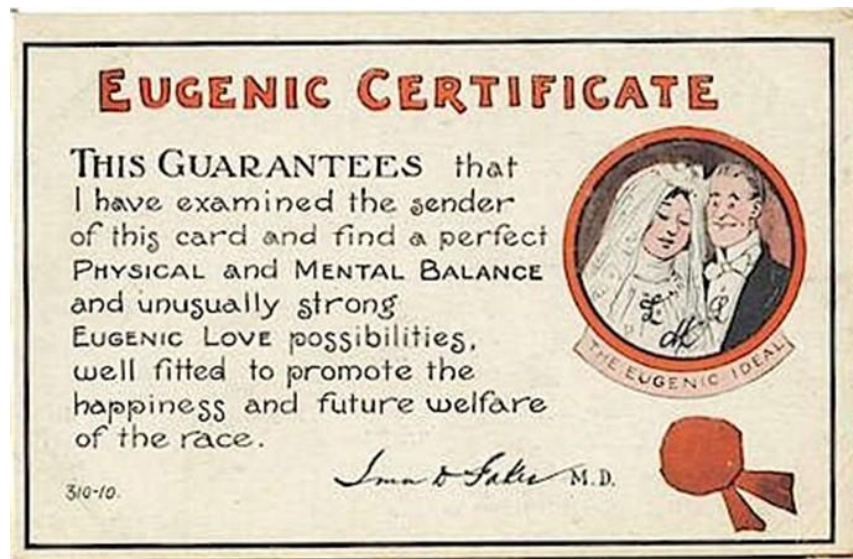 EUGENIC CERTIFICATE
THIS GUARANTEES that
I have examined the sender
of this card and find a perfect
PHYSICAL and MENTAL BALANCE
and unusually strong
EUGENIC LOVE possibilities,
well fitted to promote the
happiness and future welfare
of the race.
THE EUGENIC IDEAL
M.D.
310-10.